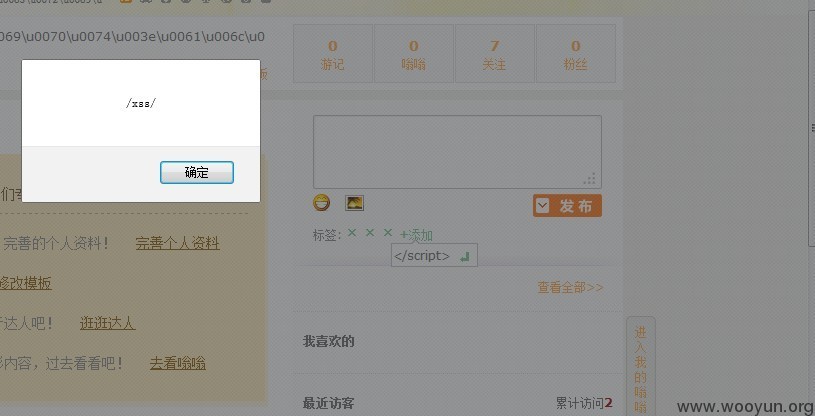 069\u0070\u0074\u003e\u0061\u006c\u0
0 0 7 0
游记 嗡嗡 关注 粉丝
板
/xss/
确定
发布
标签: × × × +添加
</script>
完善的个人资料! 完善个人资料
修改模板
达人吧! 逛逛达人
内容，过去看看吧! 去看嗡嗡
查看全部>>
我喜欢的
最近访客 累计访问2
进入我的嗡嗡
www.wooyun.org